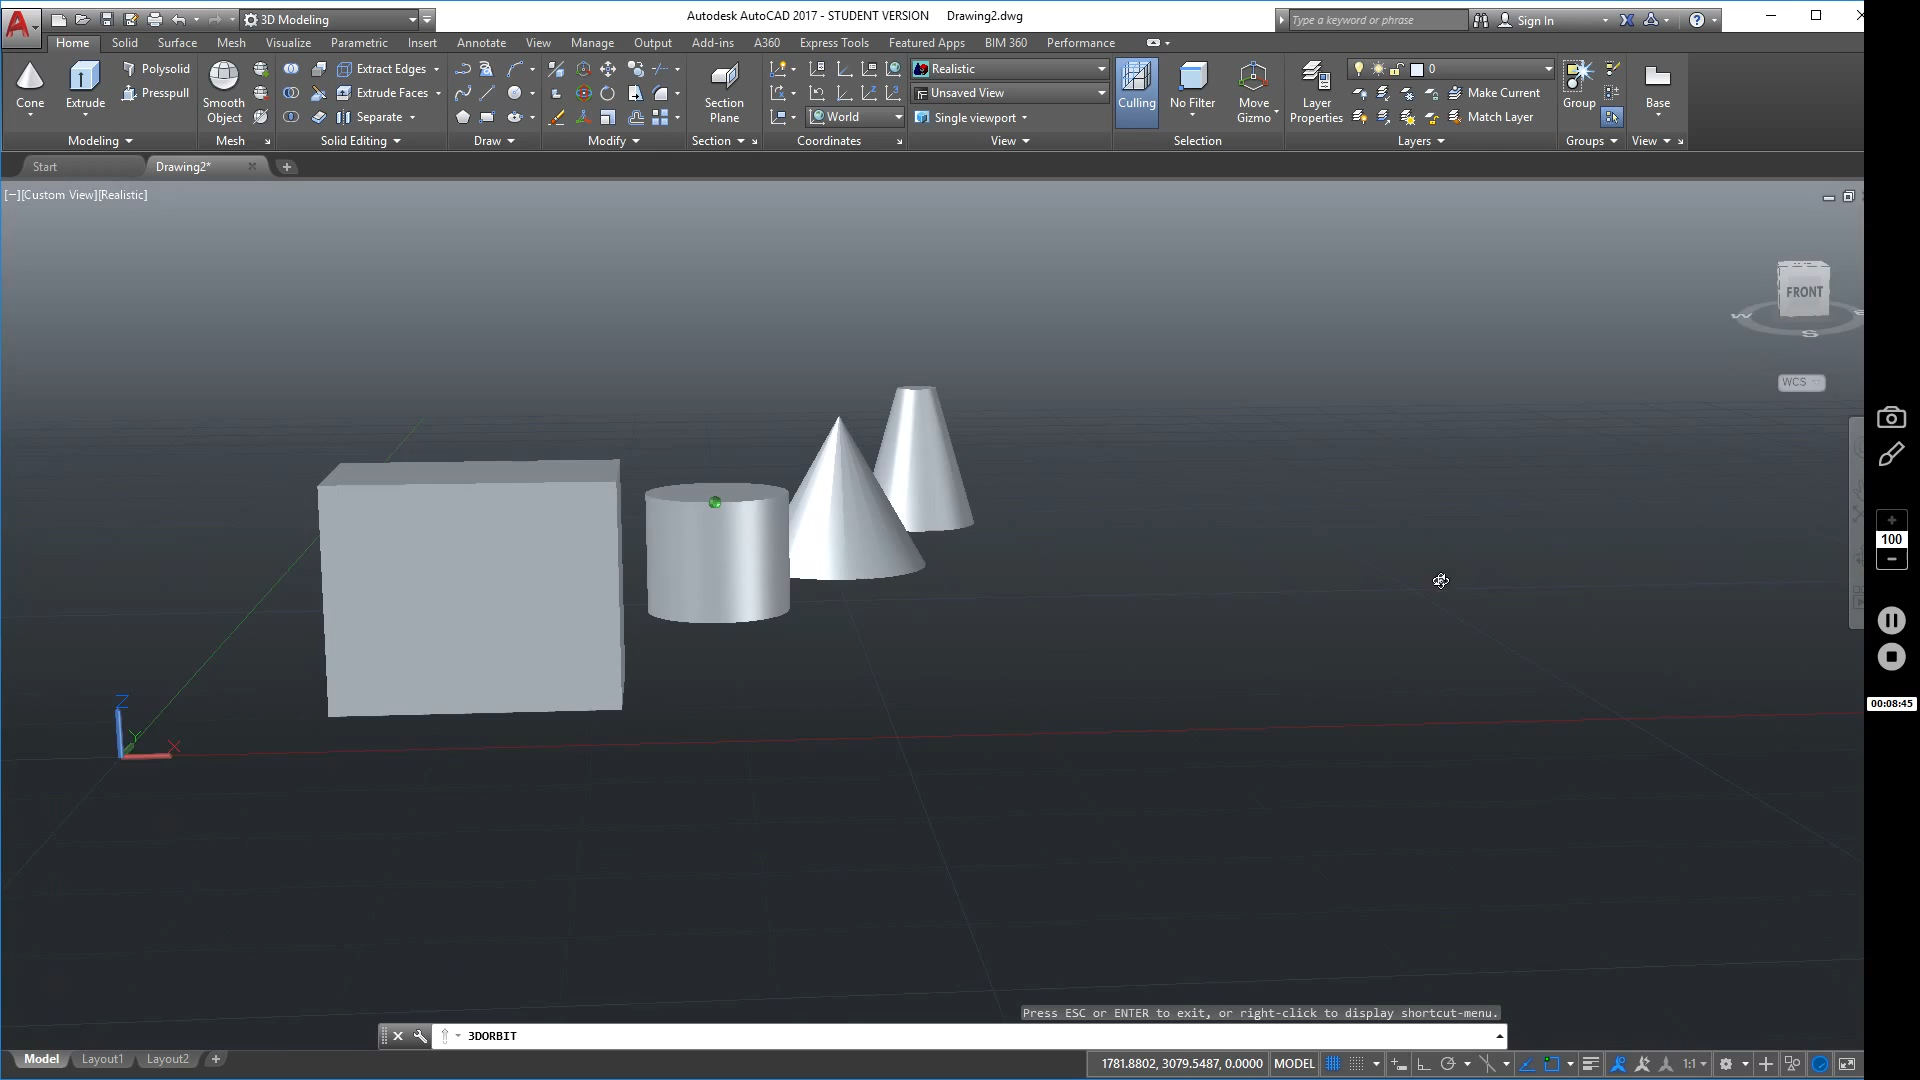 3D Modeling
Autodesk AutoCAD 2017 - STUDENT VERSION Drawing2.dwg
Type a keyword or phrase
Sign In
Home Solid Surface Mesh Visualize Parametric Insert Annotate View Manage Output Add-ins A360 Express Tools Featured Apps BIM 360 Performance
Cone
Extrude
Polysolid
Presspull
Smooth Object
Extract Edges
Extrude Faces
Separate
Section Plane
World
Realistic
Unsaved View
Single viewport
Culling
No Filter
Move Gizmo
Layer Properties
0
Make Current
Match Layer
Group
Base
Modeling Mesh Solid Editing Draw Modify Section Coordinates View Selection Layers Groups View
Start Drawing2* +
[−][Custom View][Realistic]
FRONT
W
S
WCS
100
00:08:45
Z
Y
X
Press ESC or ENTER to exit, or right-click to display shortcut-menu.
3DORBIT
Model Layout1 Layout2 +
1781.8802, 3079.5487, 0.0000 MODEL 1:1